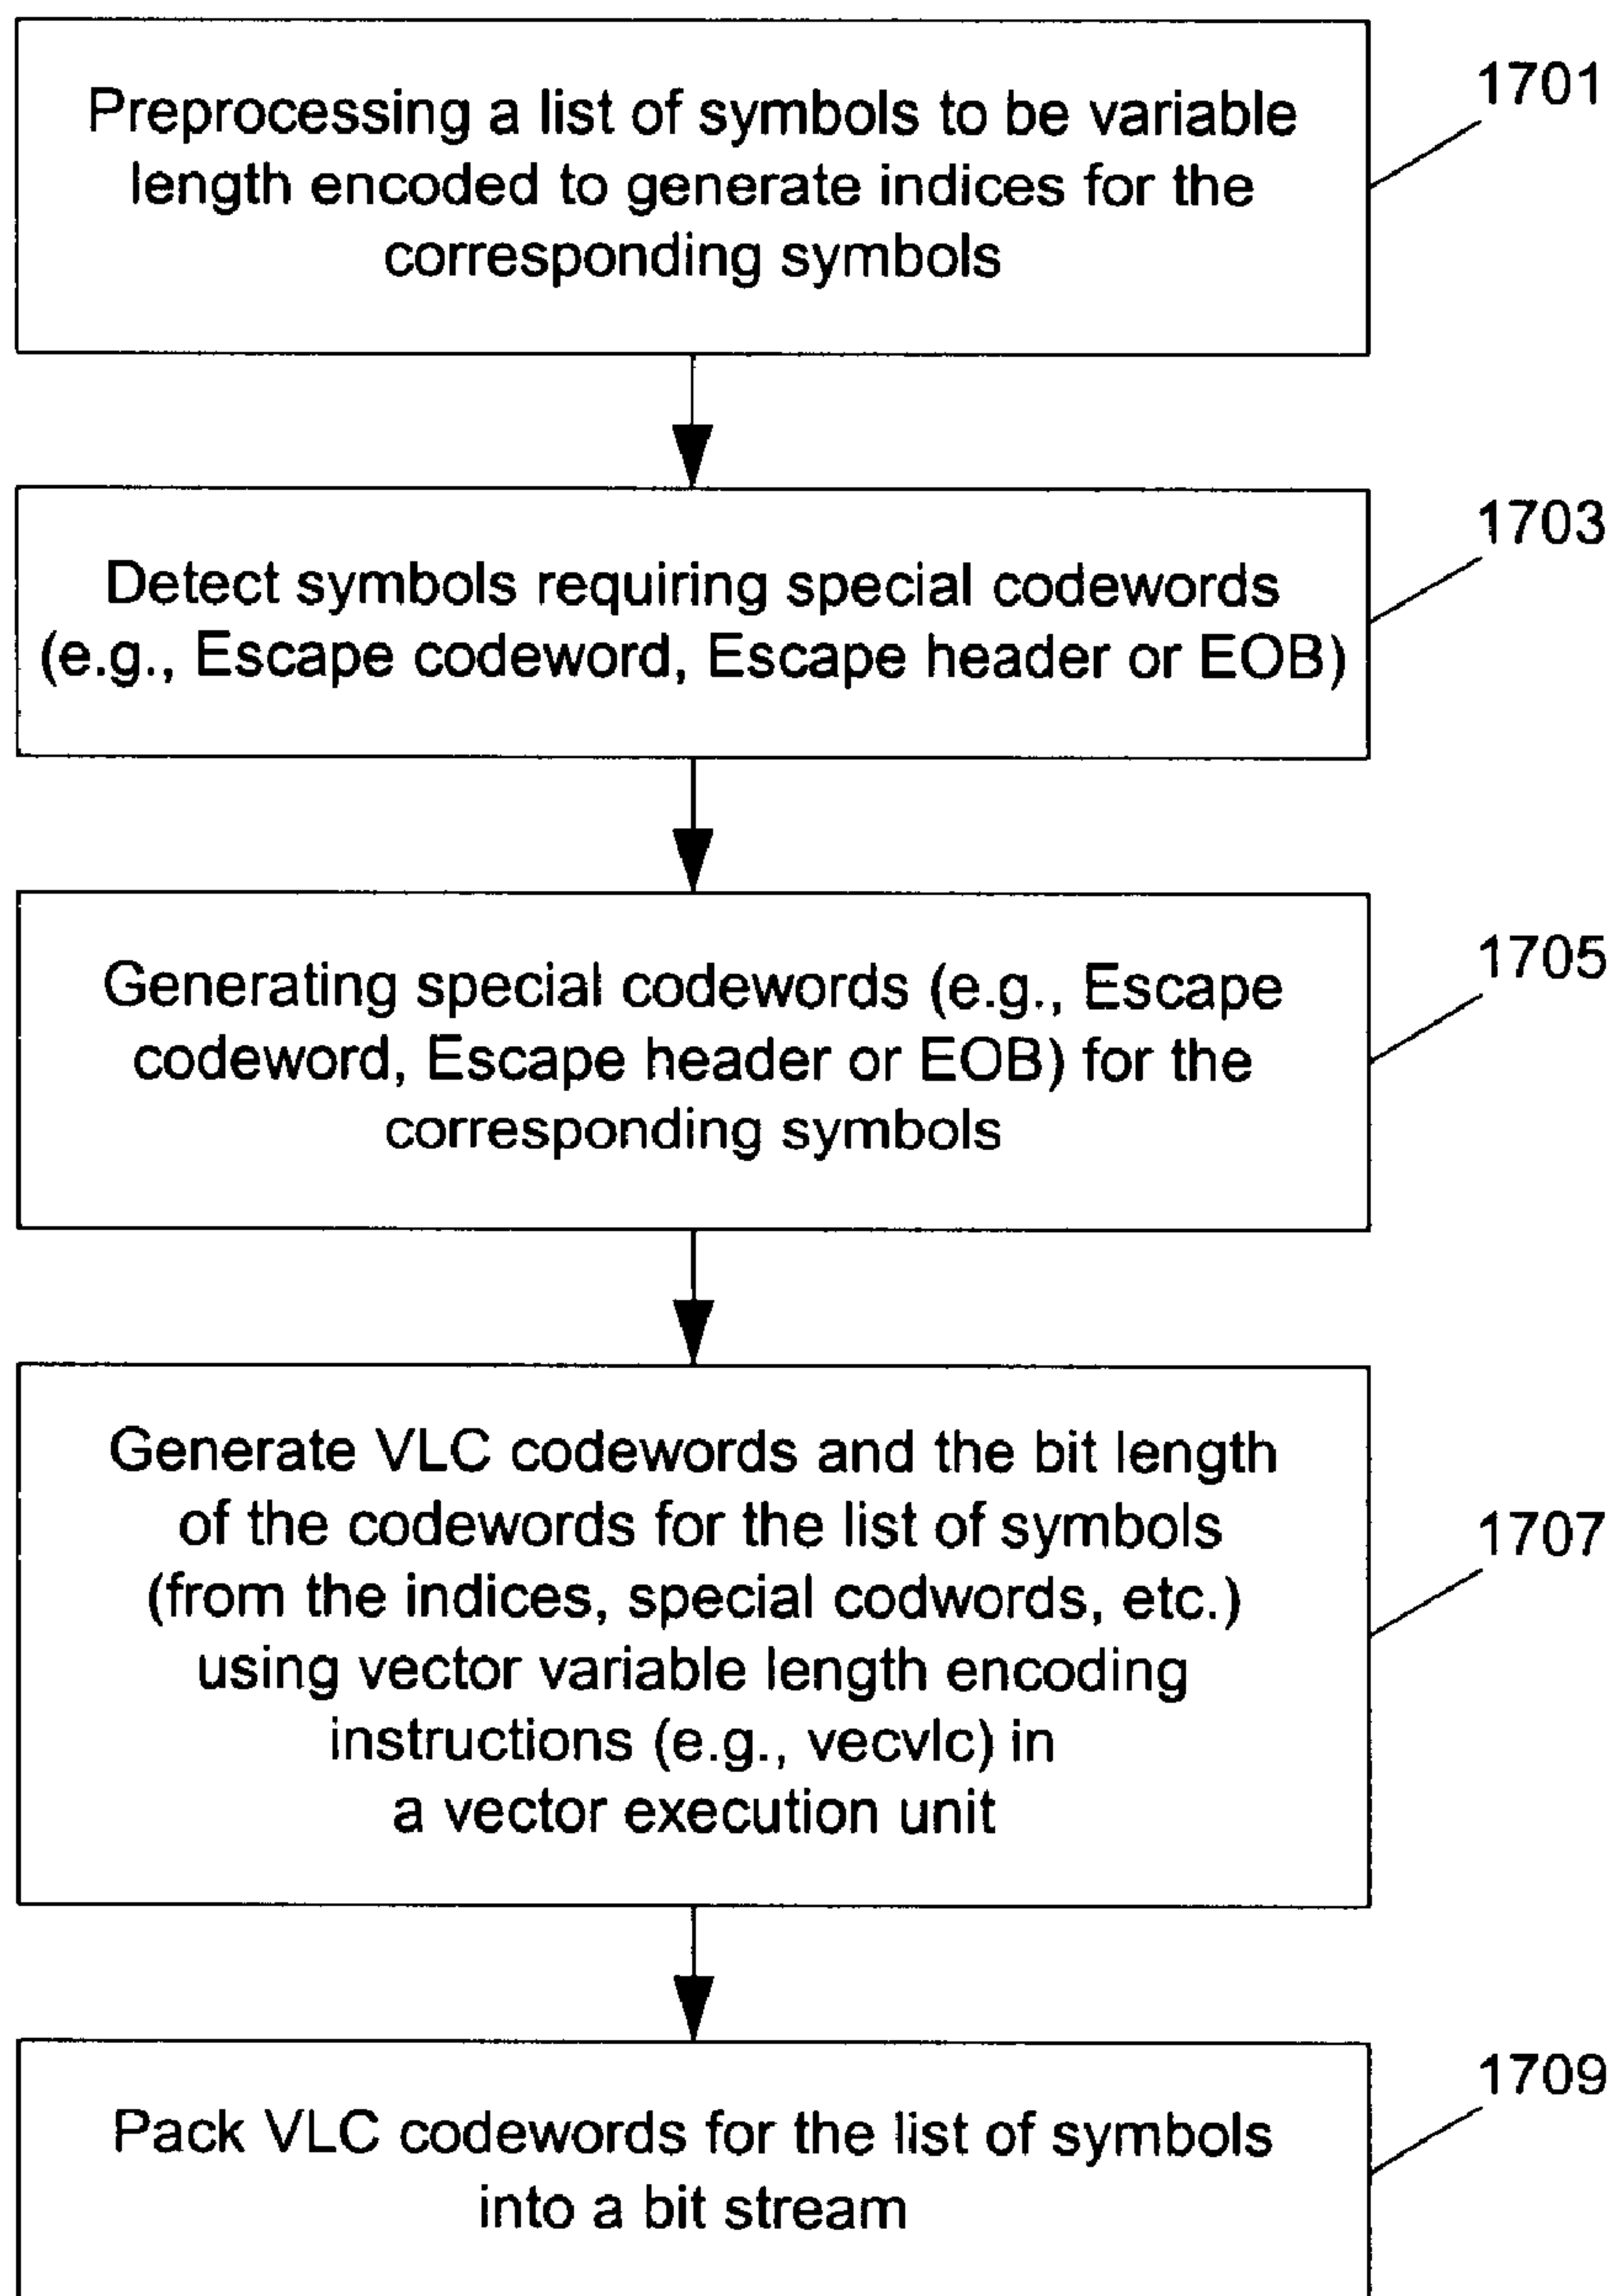 Preprocessing a list of symbols to be variable
length encoded to generate indices for the
corresponding symbols
1701
Detect symbols requiring special codewords
(e.g., Escape codeword, Escape header or EOB)
1703
Generating special codewords (e.g., Escape
codeword, Escape header or EOB) for the
corresponding symbols
1705
Generate VLC codewords and the bit length
of the codewords for the list of symbols
(from the indices, special codwords, etc.)
using vector variable length encoding
instructions (e.g., vecvlc) in
a vector execution unit
1707
Pack VLC codewords for the list of symbols
into a bit stream
1709